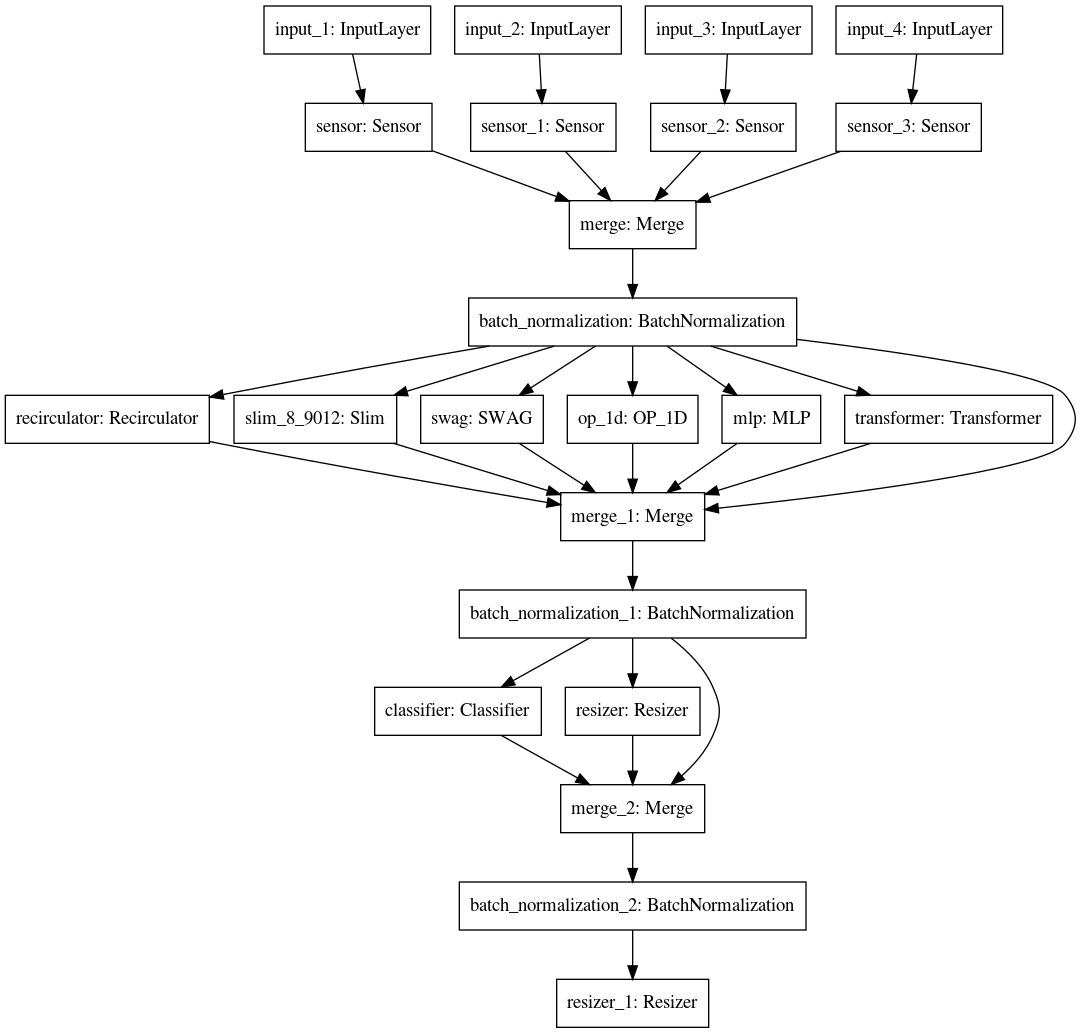 input_1: InputLayer
input_2: InputLayer
input_3: InputLayer
input_4: InputLayer
sensor: Sensor
sensor_1: Sensor
sensor_2: Sensor
sensor_3: Sensor
merge: Merge
batch_normalization: BatchNormalization
recirculator: Recirculator
slim_8_9012: Slim
swag: SWAG
op_1d: OP_1D
mlp: MLP
transformer: Transformer
merge_1: Merge
batch_normalization_1: BatchNormalization
classifier: Classifier
resizer: Resizer
merge_2: Merge
batch_normalization_2: BatchNormalization
resizer_1: Resizer